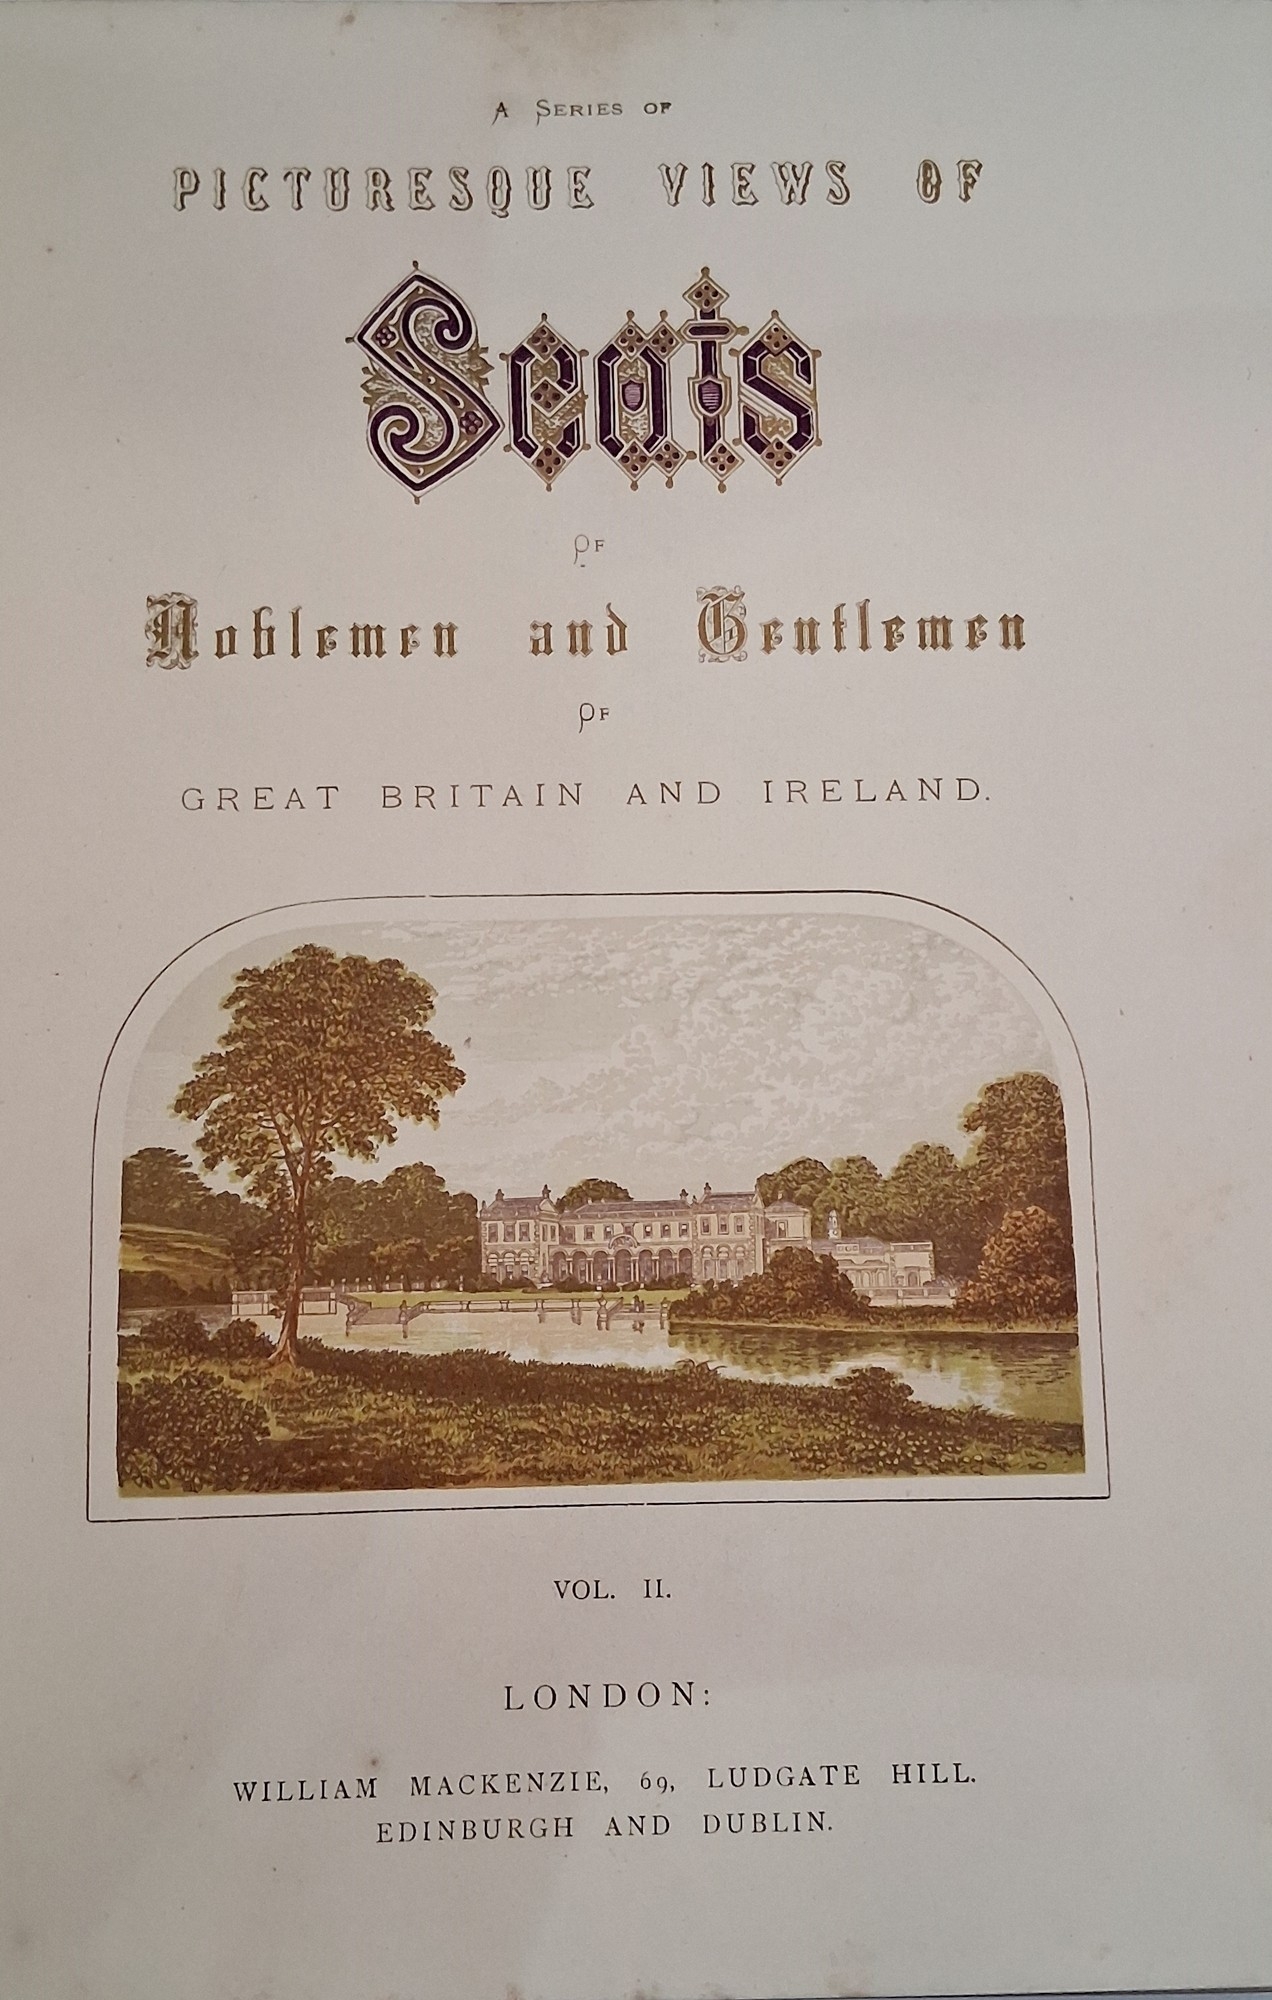 A SERIES OF
PICTURESQUE VIEWS OF
Seats
OF
Noblemen and Gentlemen
OF
GREAT BRITAIN AND IRELAND.
VOL. II.
LONDON:
WILLIAM MACKENZIE, 69, LUDGATE HILL.
EDINBURGH AND DUBLIN.